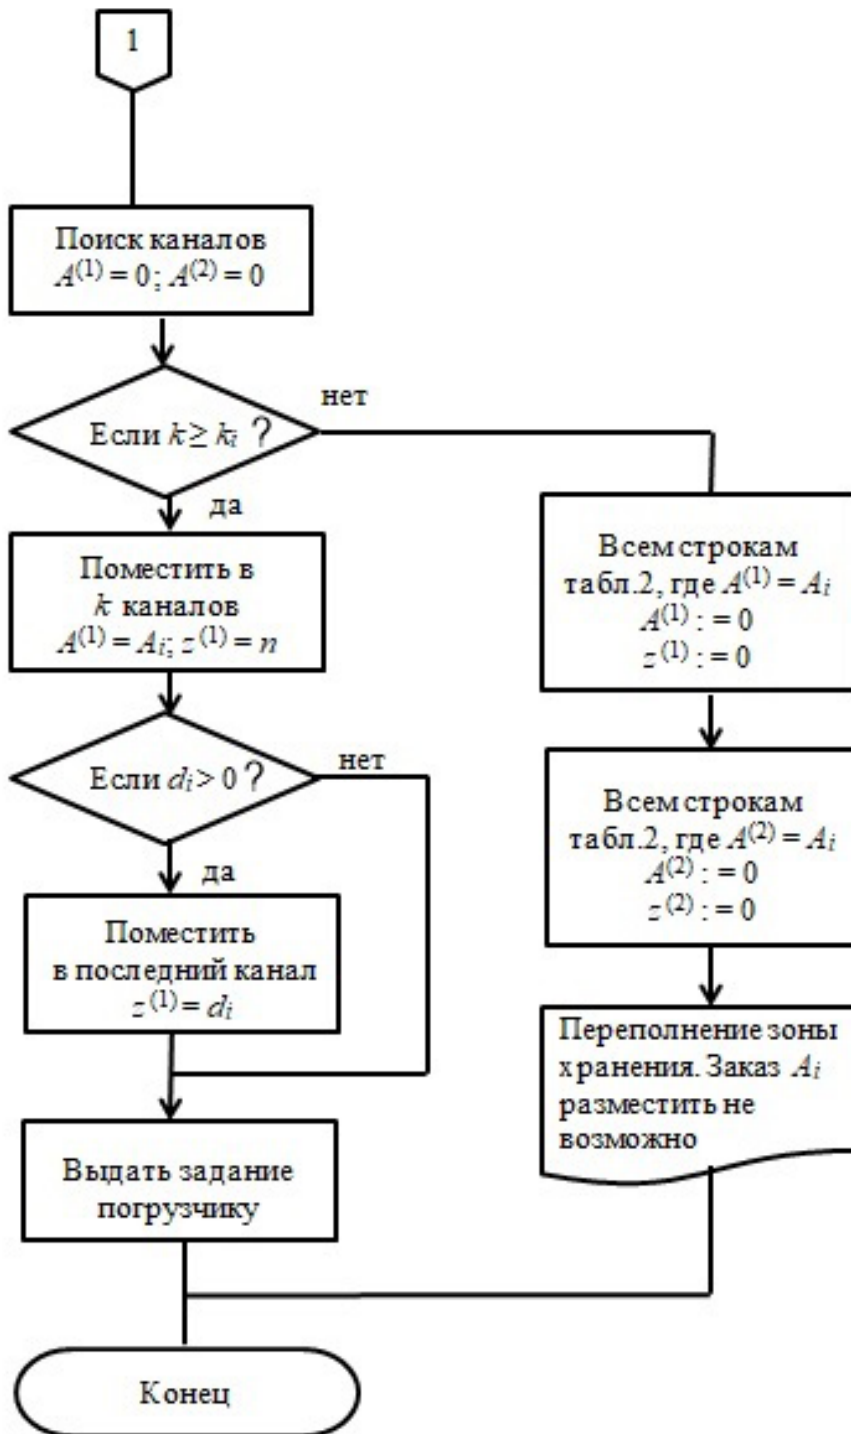 1
Поиск каналов
A⁽¹⁾ = 0; A⁽²⁾ = 0
нет
Если k ≥ kᵢ ?
да
Поместить в
k каналов
A⁽¹⁾ = Aᵢ; z⁽¹⁾ = n
Если dᵢ > 0 ?
нет
да
Поместить
в последний канал
z⁽¹⁾ = dᵢ
Выдать задание
погрузчику
Всем строкам
табл.2, где A⁽¹⁾ = Aᵢ
A⁽¹⁾ : = 0
z⁽¹⁾ : = 0
Всем строкам
табл.2, где A⁽²⁾ = Aᵢ
A⁽²⁾ : = 0
z⁽²⁾ : = 0
Переполнение зоны
хранения. Заказ Aᵢ
разместить не
возможно
Конец